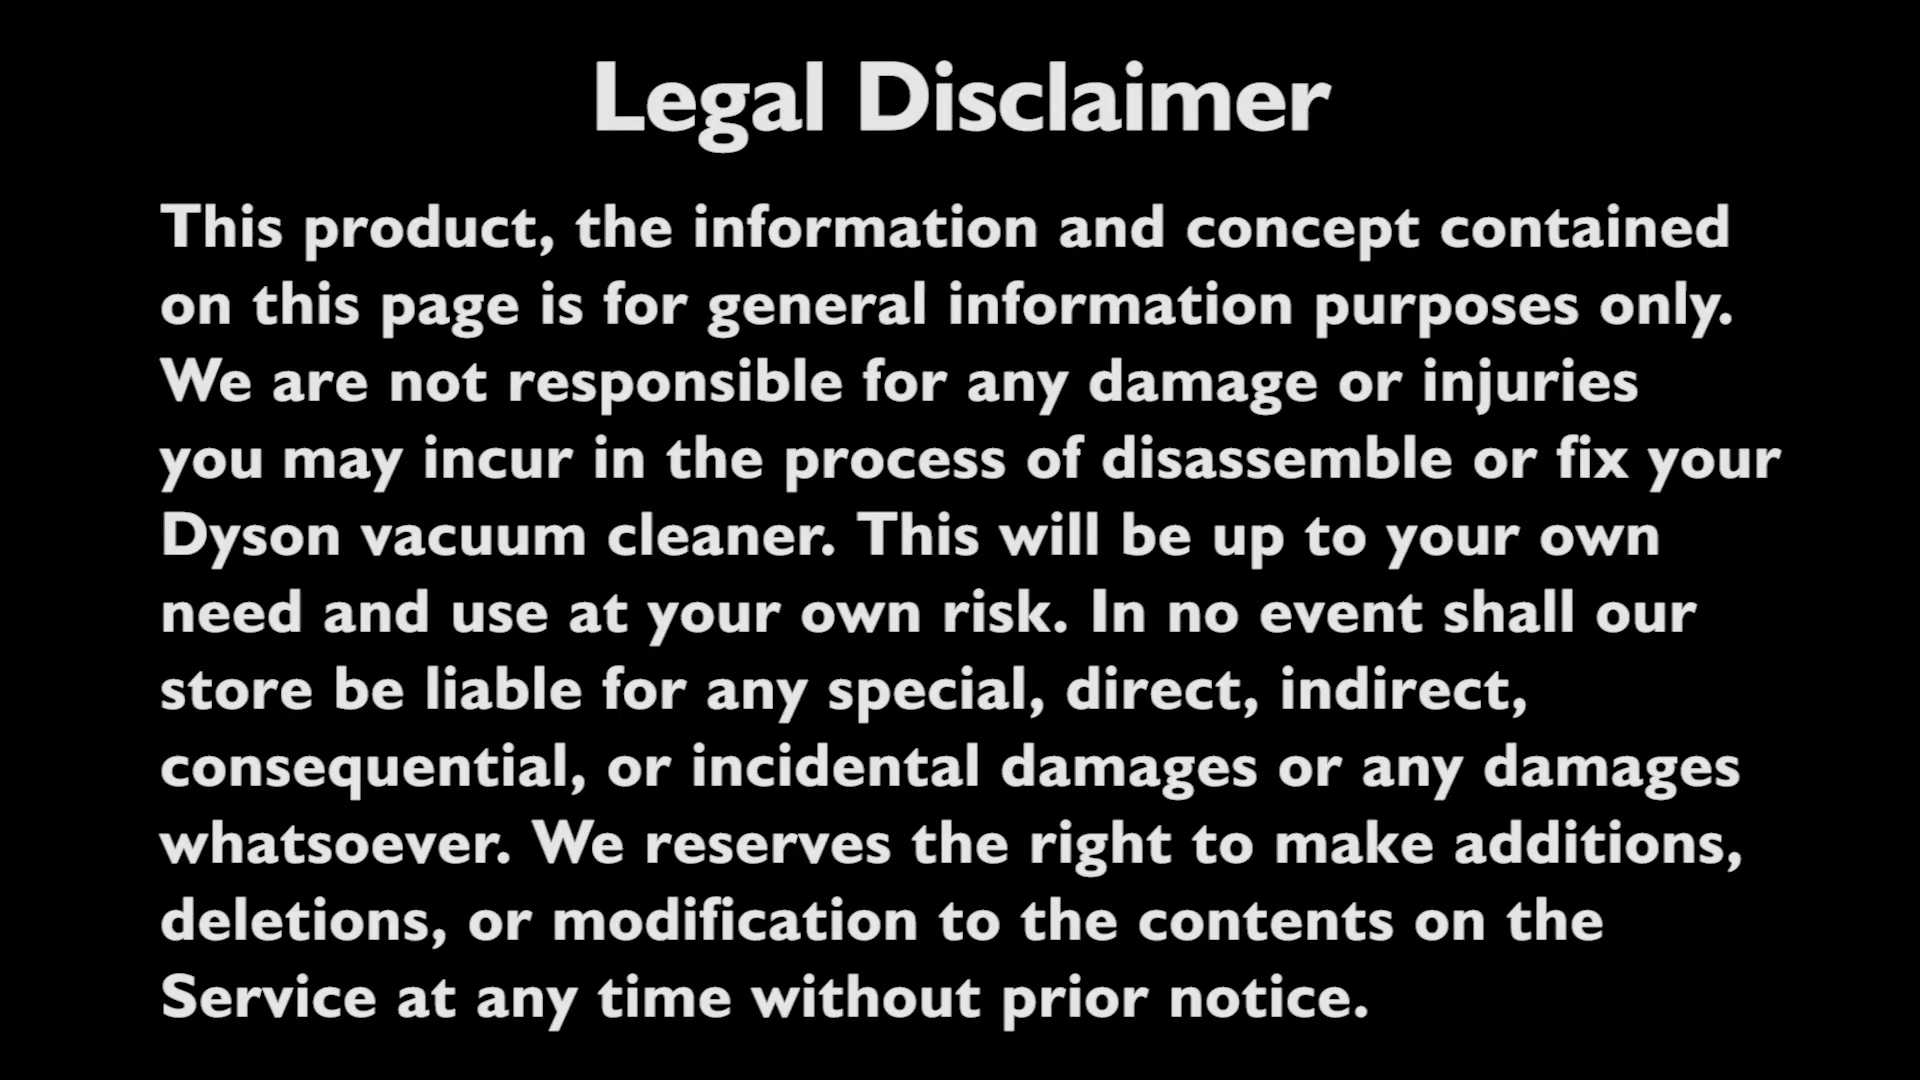 Legal Disclaimer
This product, the information and concept contained
on this page is for general information purposes only.
We are not responsible for any damage or injuries
you may incur in the process of disassemble or fix your
Dyson vacuum cleaner. This will be up to your own
need and use at your own risk. In no event shall our
store be liable for any special, direct, indirect,
consequential, or incidental damages or any damages
whatsoever. We reserves the right to make additions,
deletions, or modification to the contents on the
Service at any time without prior notice.